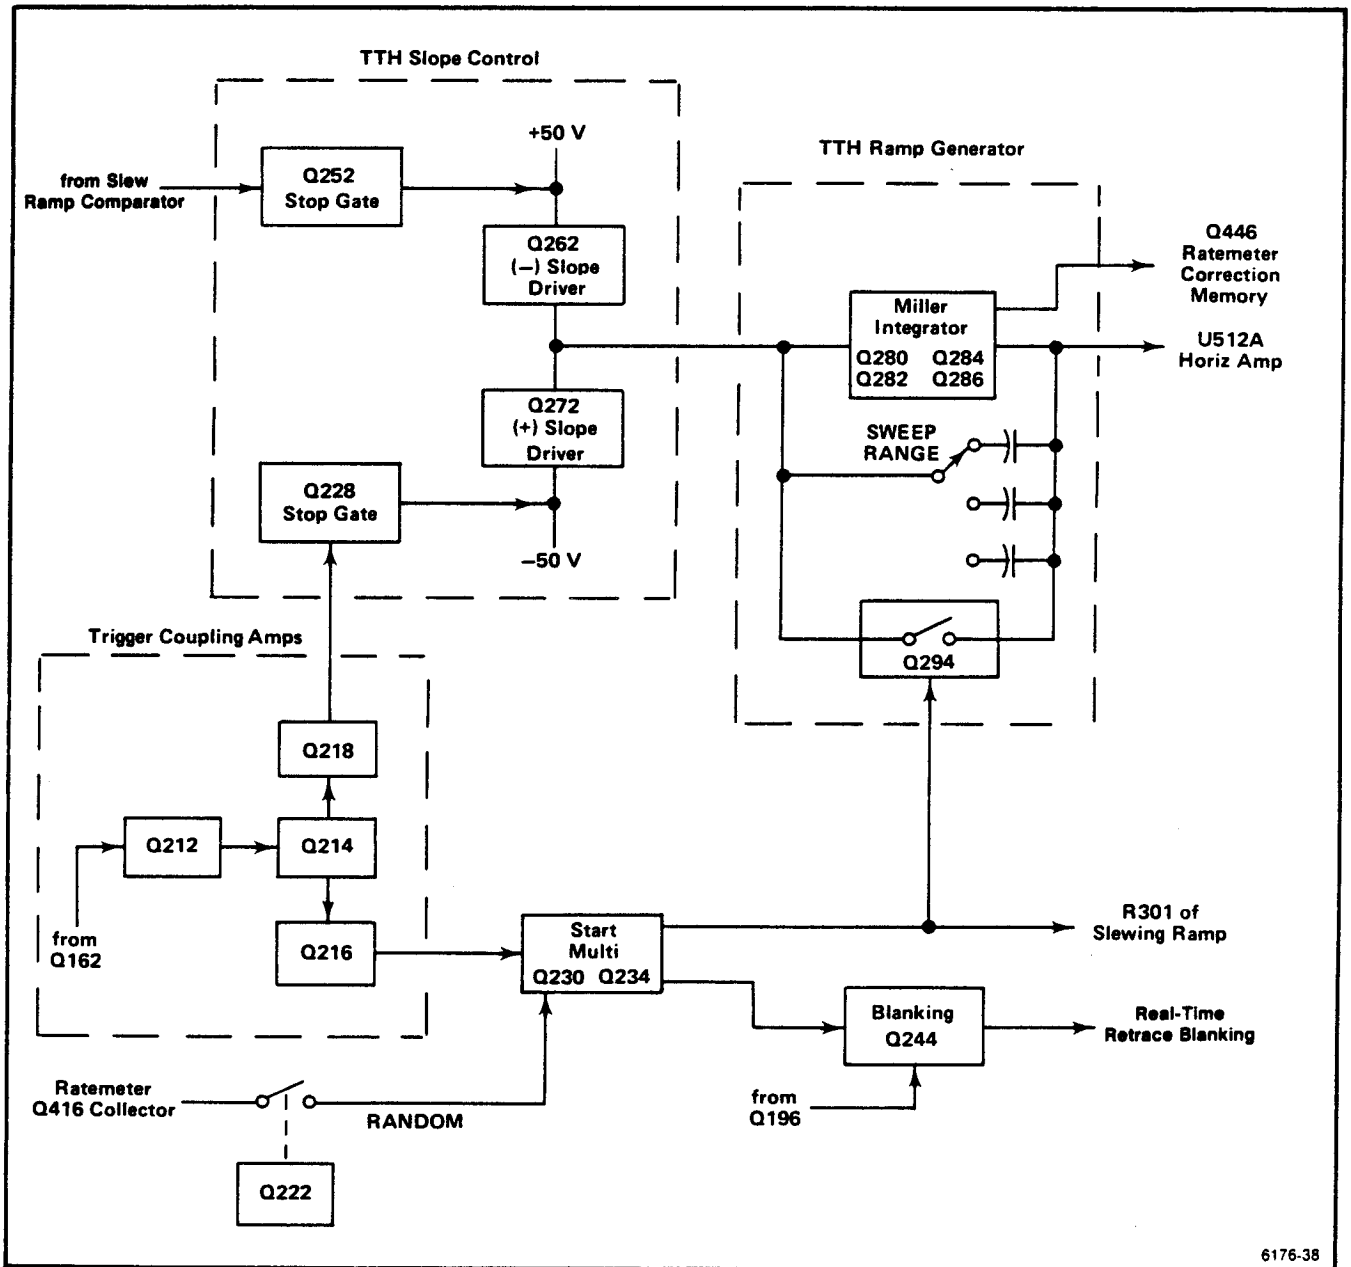 TTH Slope Control
+50 V
from Slew
Ramp Comparator
Q252
Stop Gate
Q262
(–) Slope
Driver
Q272
(+) Slope
Driver
Q228
Stop Gate
–50 V
TTH Ramp Generator
Q446
Ratemeter
Correction
Memory
Miller
Integrator
Q280 Q284
Q282 Q286
U512A
Horiz Amp
SWEEP
RANGE
Q294
Trigger Coupling Amps
Q218
Q212
Q214
Q216
from
Q162
Start
Multi
Q230 Q234
R301 of
Slewing Ramp
Blanking
Q244
Real-Time
Retrace Blanking
from
Q196
Ratemeter
Q416 Collector
RANDOM
Q222
6176-38